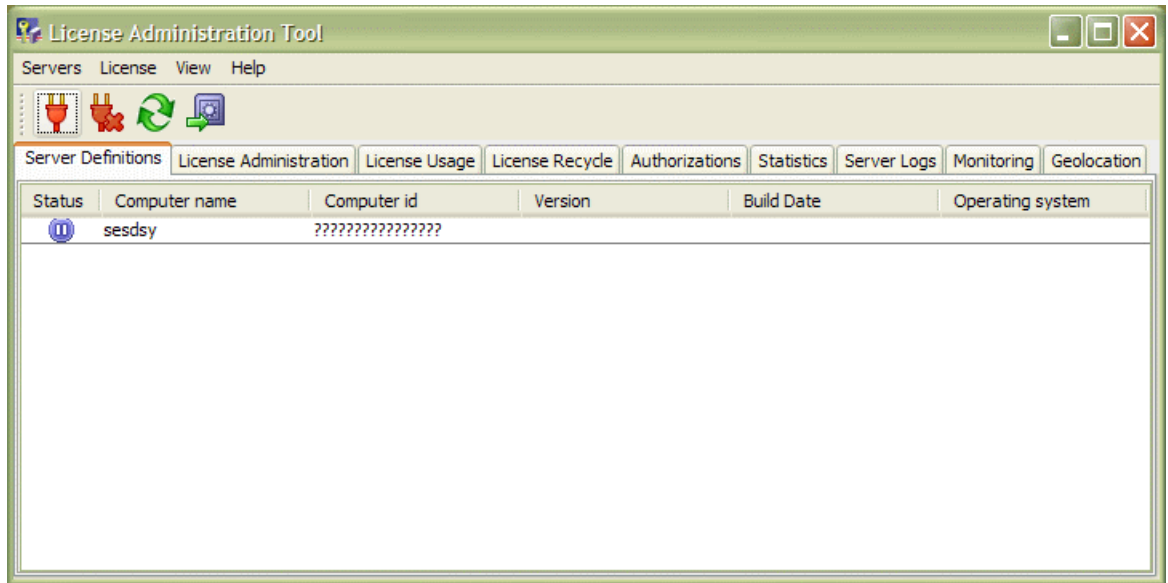 License Administration Tool
Servers License View Help
Server Definitions License Administration License Usage License Recycle Authorizations Statistics Server Logs Monitoring Geolocation
Status Computer name Computer id Version Build Date Operating system
sesdsy ????????????????